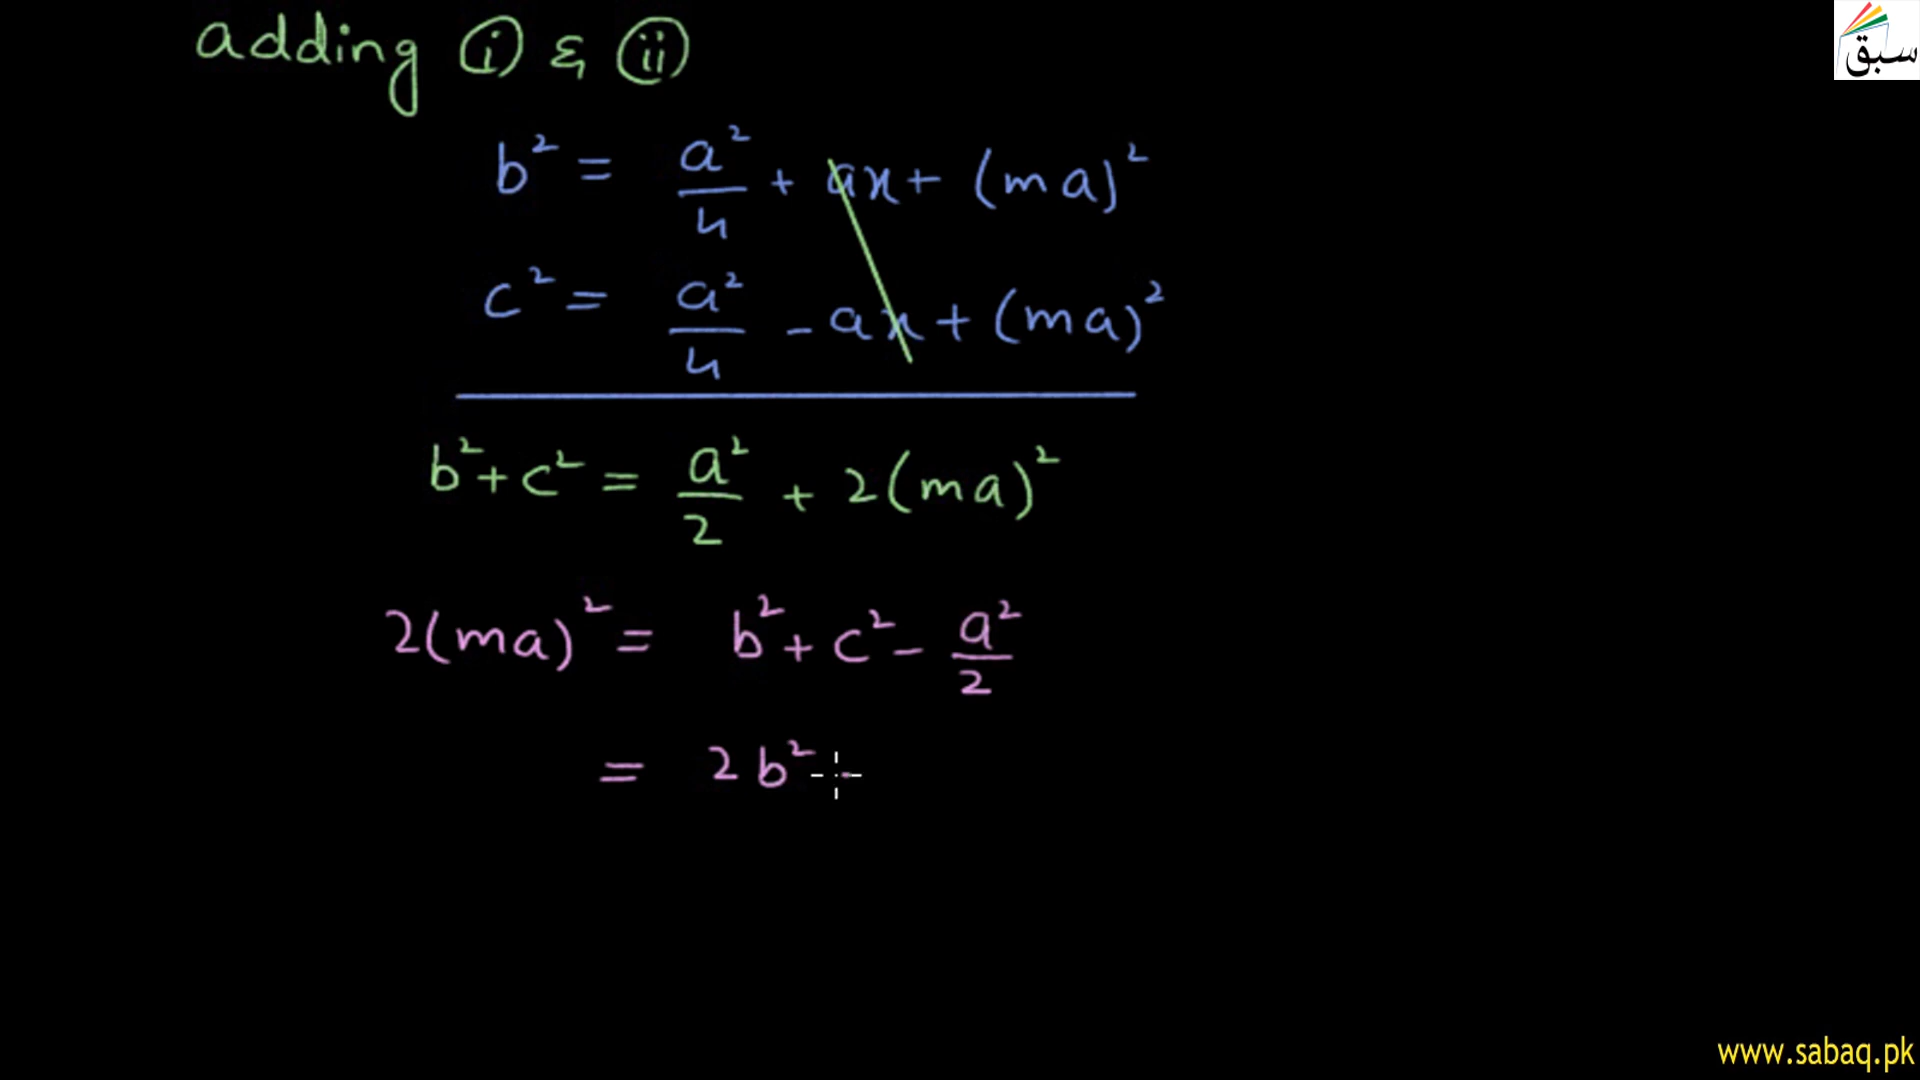 adding (i) & (ii)
سبق
b² = a²/4 + ax + (ma)²
c² = a²/4 - ax + (ma)²
b² + c² = a²/2 + 2(ma)²
2(ma)² = b² + c² - a²/2
= 2b² -
www.sabaq.pk